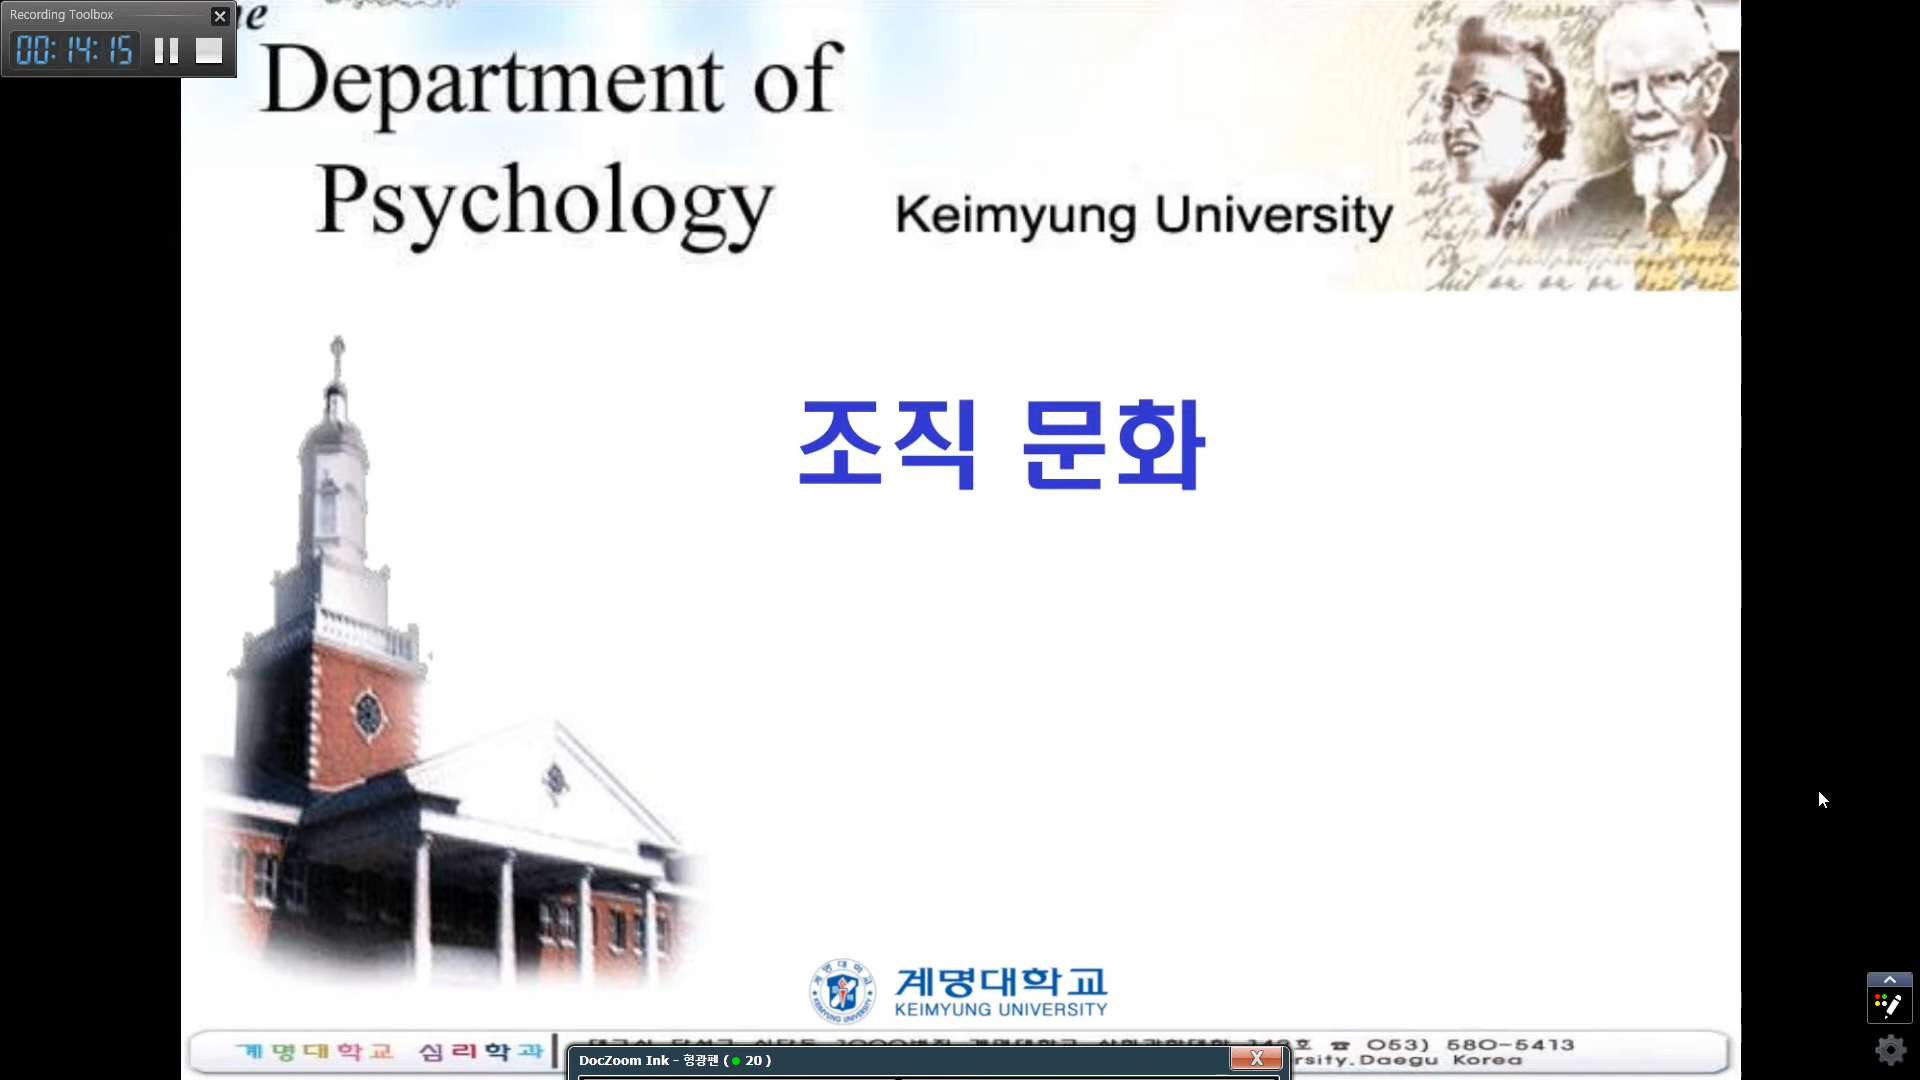 Recording Toolbox
00:14:15
Department of
Psychology
Keimyung University
조직 문화
계명대학교
KEIMYUNG UNIVERSITY
계명대학교 심리학과
호 ☎ 053) 580-5413
rsity.Daegu Korea
DocZoom Ink - 형광펜 ( 20 )